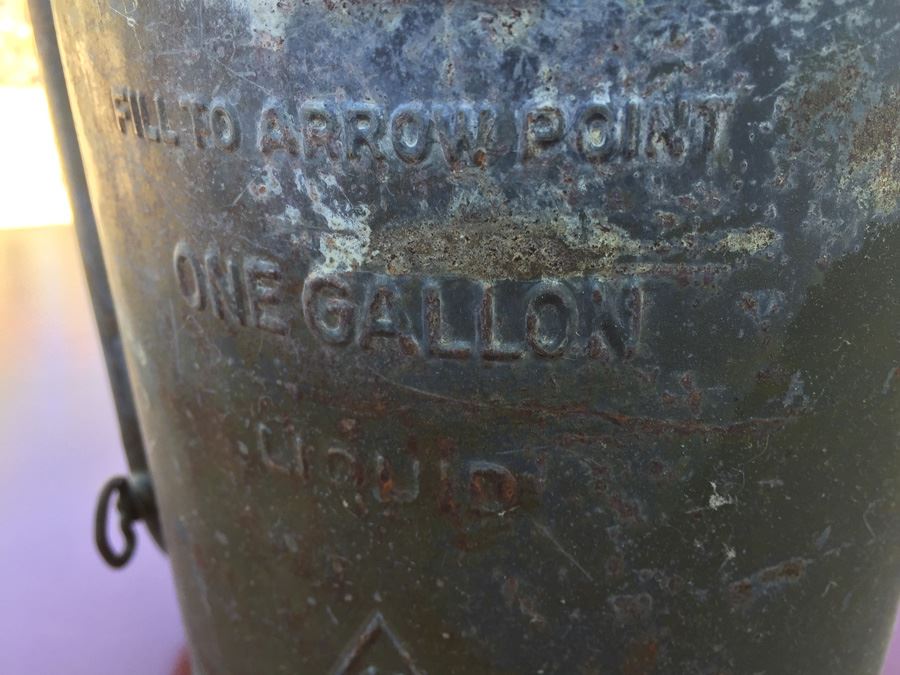 FILL TO ARROW POINT
ONE GALLON
LIQUID